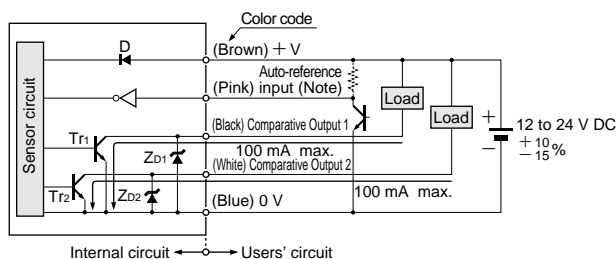 Color code
D
(Brown) + V
Auto-reference
(Pink) input (Note)
Load
Load
Sensor circuit
Tr1
(Black) Comparative Output 1
ZD1
100 mA max.
(White) Comparative Output 2
+
−
12 to 24 V DC
+10
−15 %
Tr2
ZD2
100 mA max.
(Blue) 0 V
Internal circuit
Users' circuit